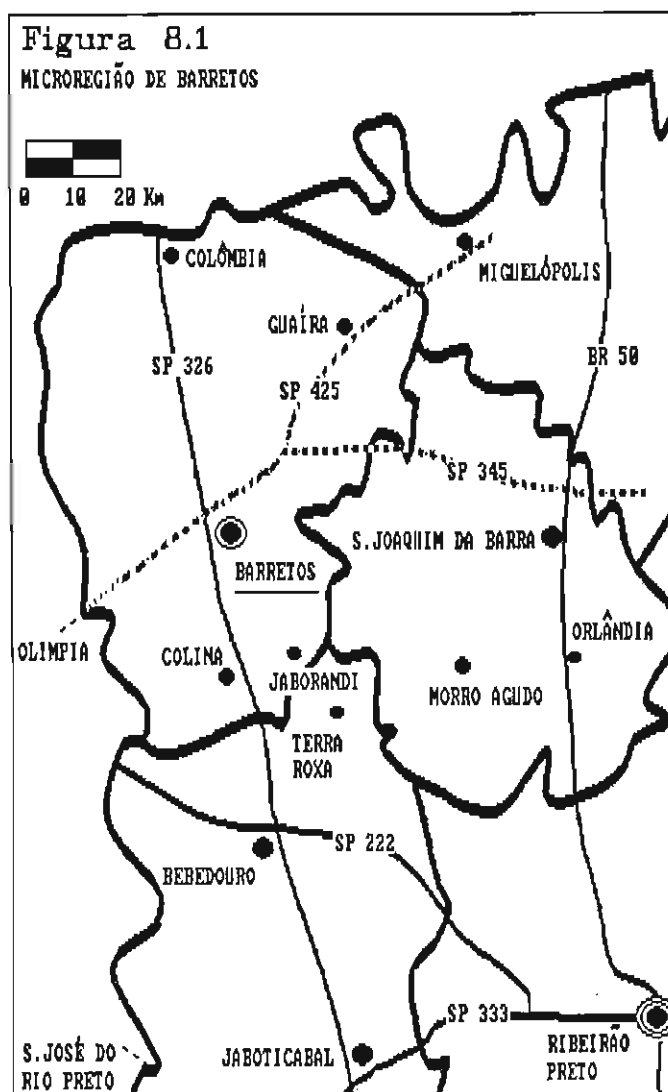 Figura 8.1
MICROREGIÃO DE BARRETOS
0 10 20 Km
COLÔMBIA
MIGUELÓPOLIS
GUAÍRA
SP 326
BR 50
SP 425
SP 345
S.JOAQUIM DA BARRA
BARRETOS
ORLÂNDIA
OLIMPIA
COLINA
JABORANDI
MORRO AGUDO
TERRA
ROXA
SP 222
BEBEDOURO
SP 333
RIBEIRÃO
PRETO
S.JOSÉ DO
RIO PRETO
JABOTICABAL